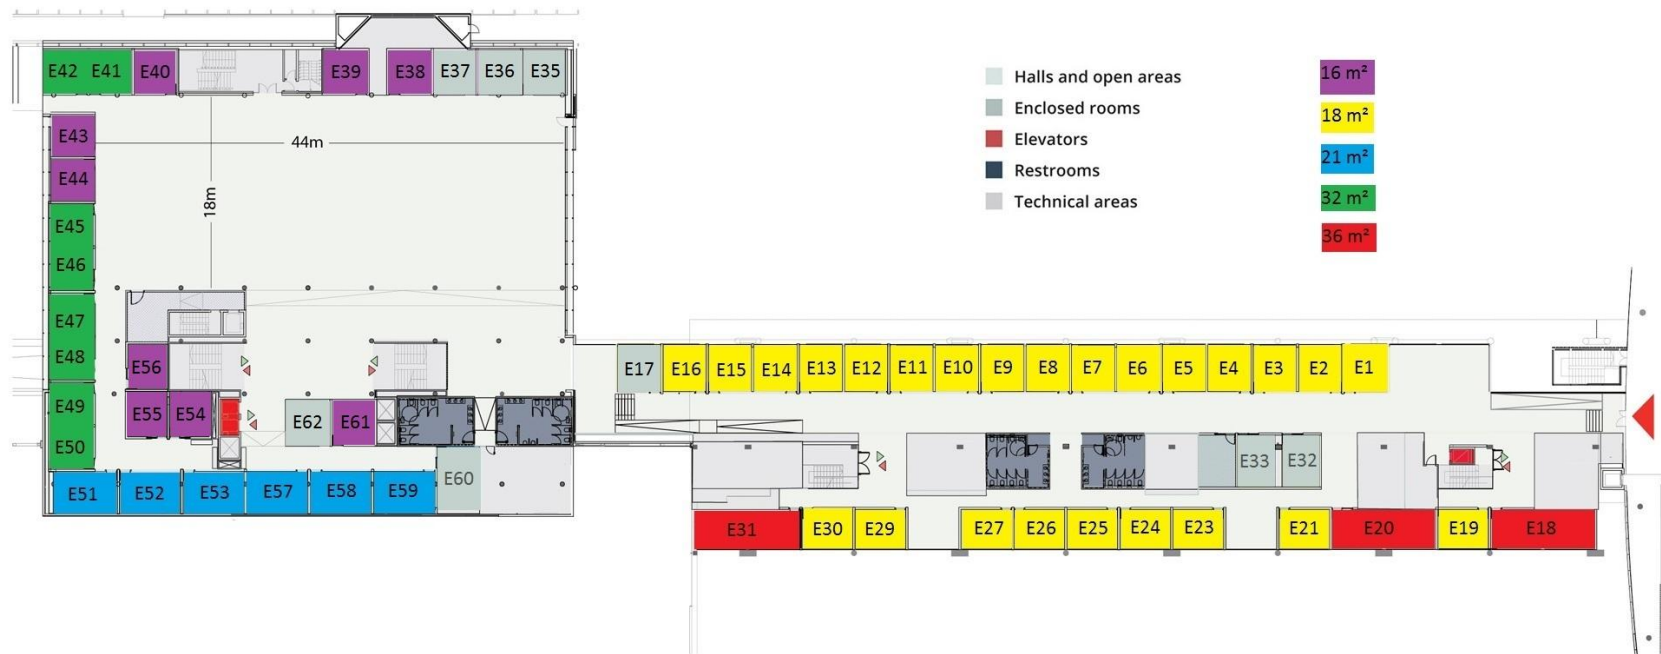 E42 E41 E40 E39 E38 E37 E36 E35
Halls and open areas
Enclosed rooms
Elevators
Restrooms
Technical areas
16 m²
18 m²
21 m²
32 m²
36 m²
44m
18m
E43
E44
E45
E46
E47
E48
E49
E50
E56
E55 E54
E62 E61
E51 E52 E53 E57 E58 E59 E60
E17 E16 E15 E14 E13 E12 E11 E10 E9 E8 E7 E6 E5 E4 E3 E2 E1
E33 E32
E31 E30 E29 E27 E26 E25 E24 E23 E21 E20 E19 E18